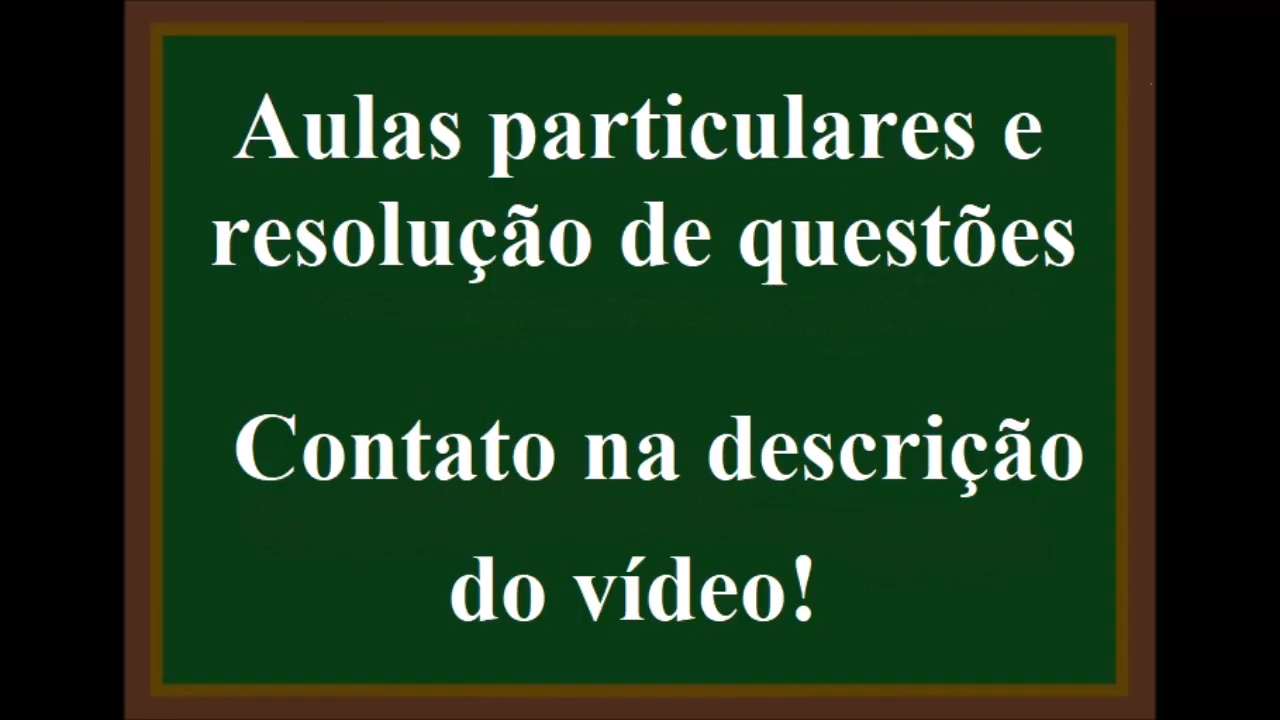 Aulas particulares e
resolução de questões
Contato na descrição
do vídeo!